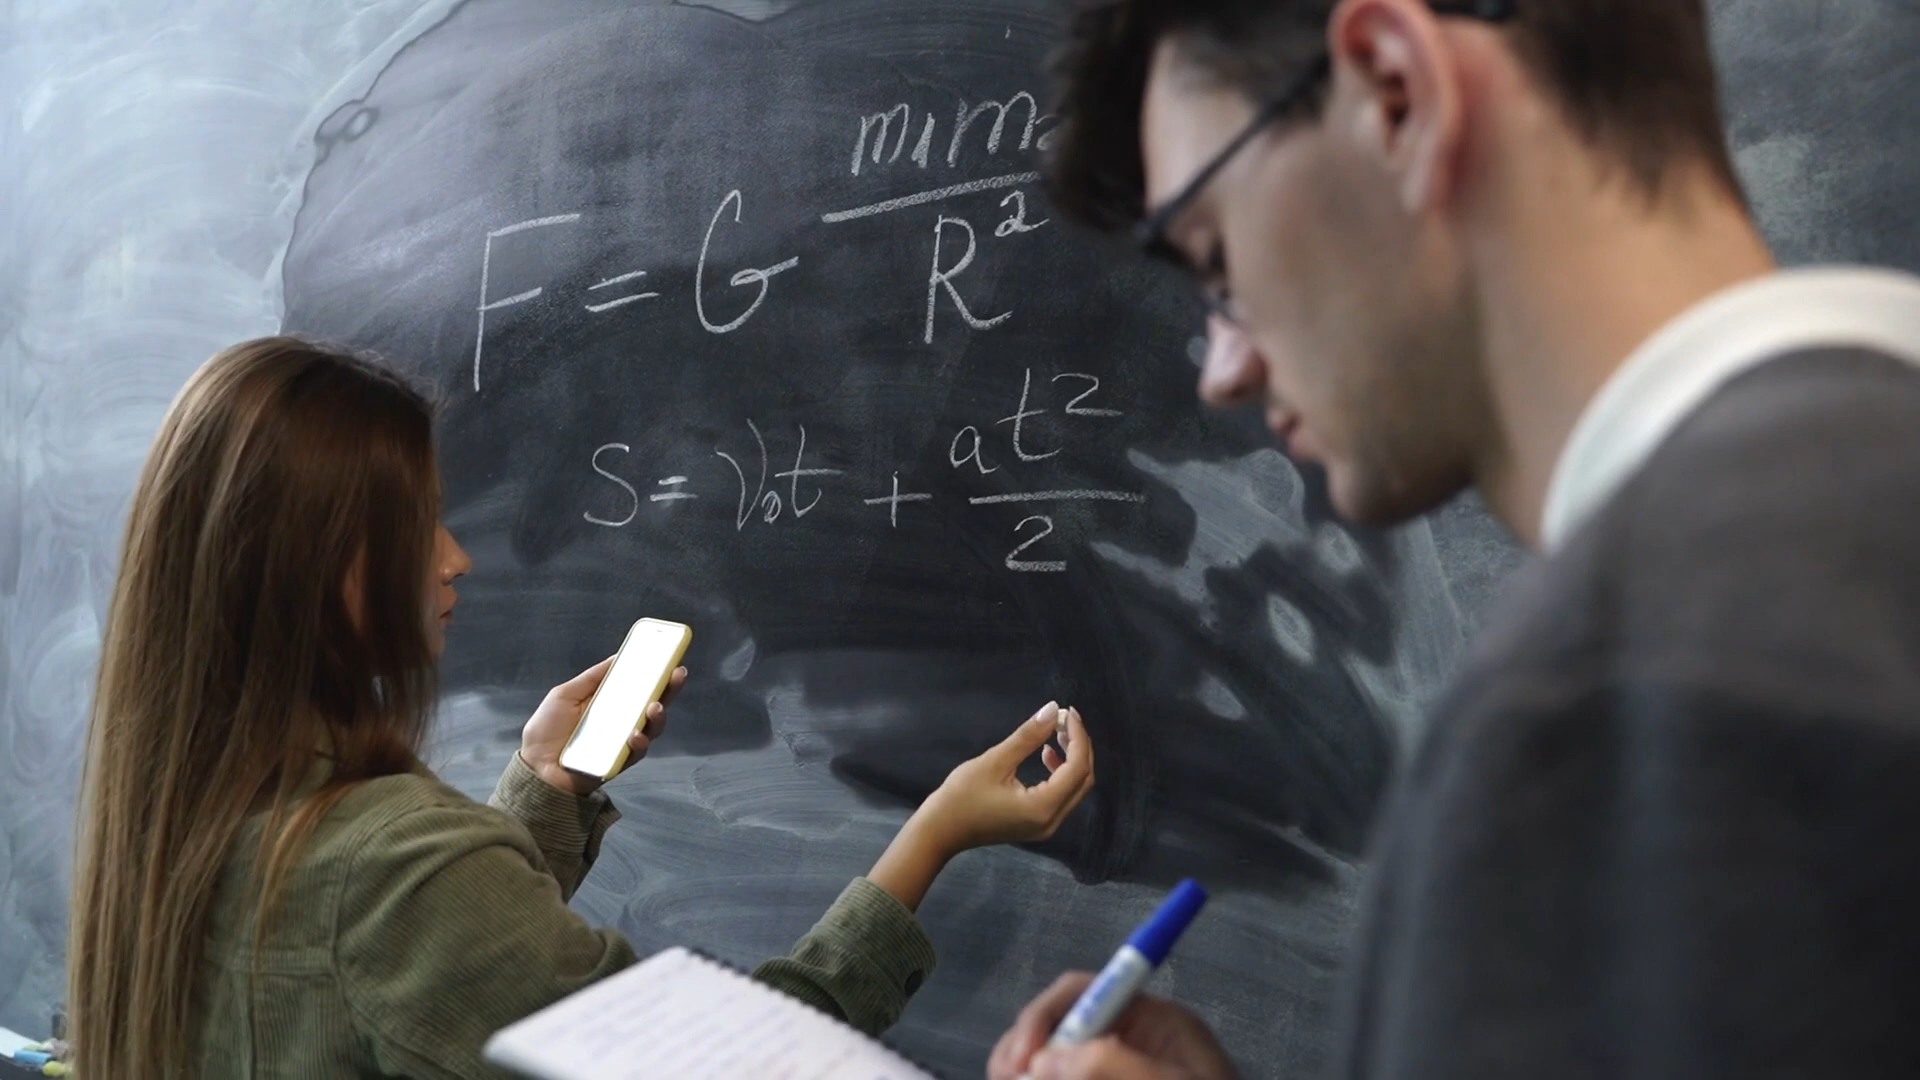 F = G m₁m₂ / R²
S = V₀t + at² / 2